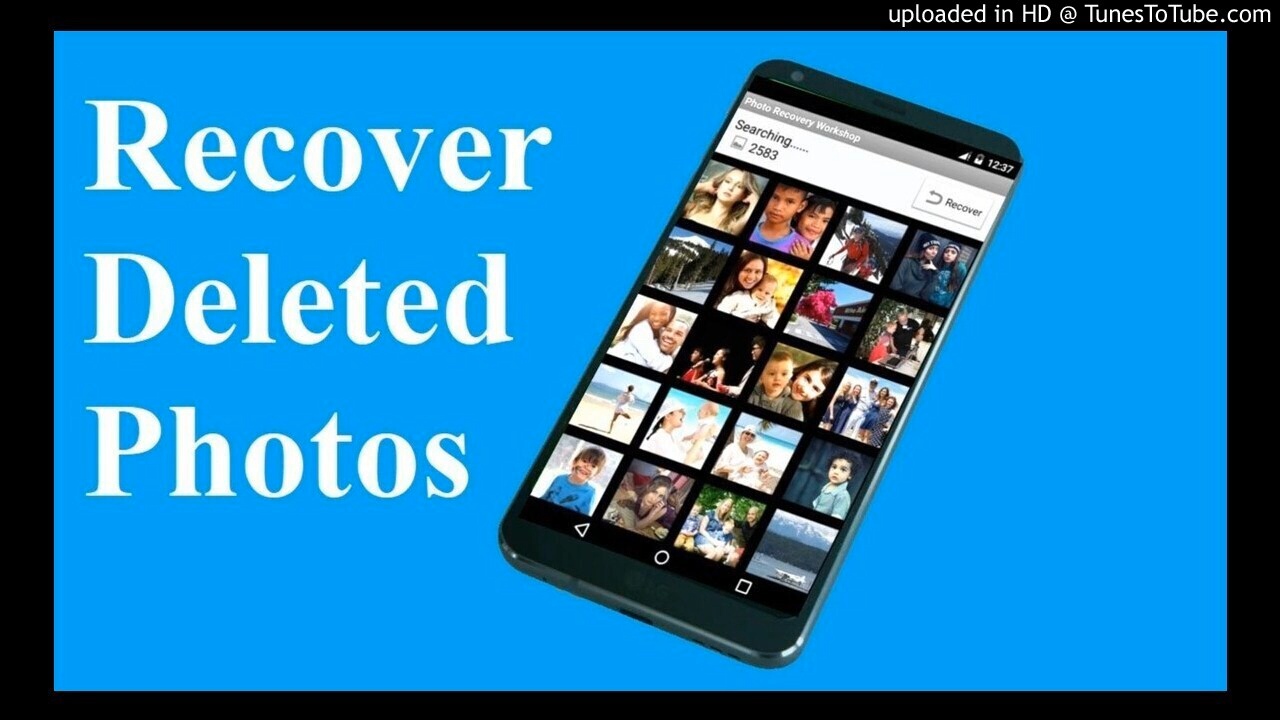 uploaded in HD @ TunesToTube.com
Recover
Deleted
Photos
12:37
Photo Recovery Workshop
Searching......
2583
Recover